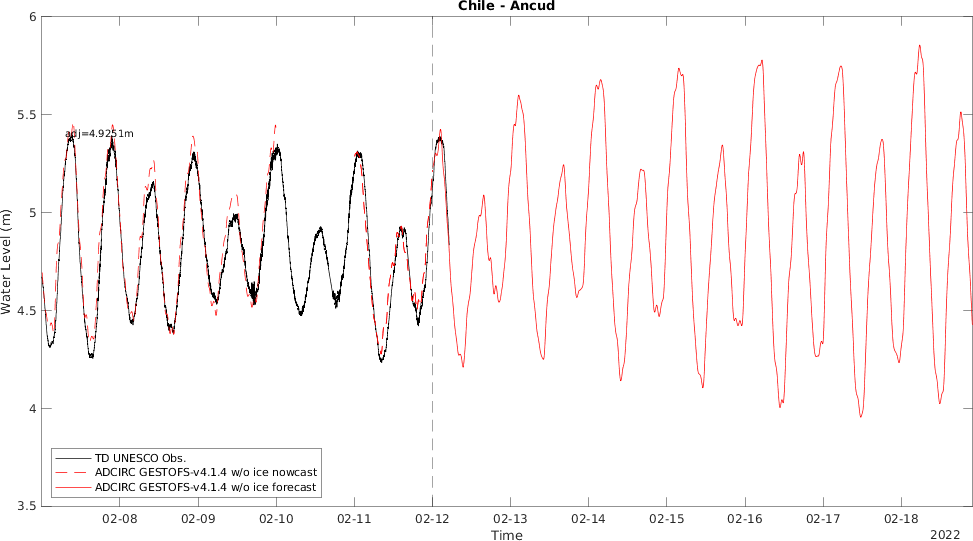 Chile - Ancud
6
5.5
5
4.5
4
3.5
Water Level (m)
adj=4.9251m
TD UNESCO Obs.
ADCIRC GESTOFS-v4.1.4 w/o ice nowcast
ADCIRC GESTOFS-v4.1.4 w/o ice forecast
02-08 02-09 02-10 02-11 02-12 02-13 02-14 02-15 02-16 02-17 02-18
Time
2022